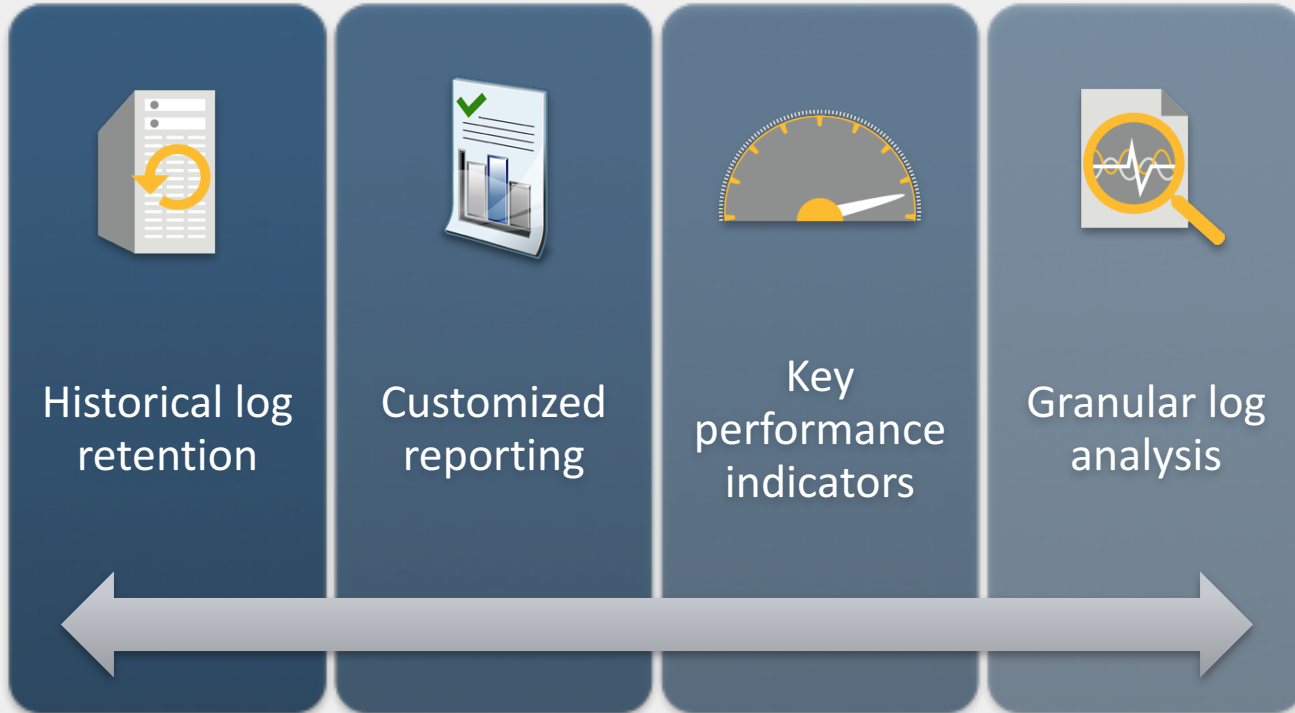 Historical log
retention
Customized
reporting
Key
performance
indicators
Granular log
analysis